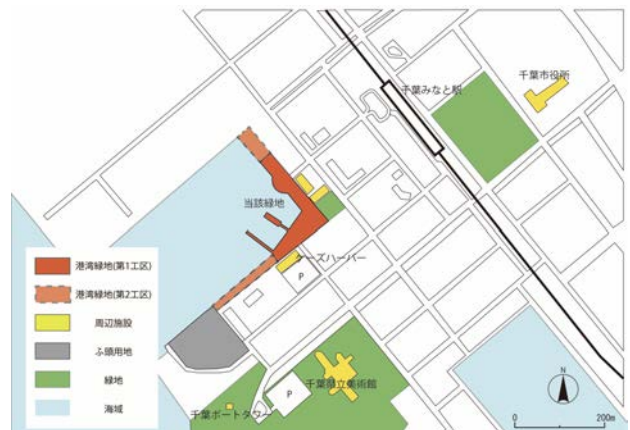 千葉みなと駅
千葉市役所
当該緑地
ケーズハーバー
P
千葉県立美術館
P
千葉ポートタワー
港湾緑地(第1工区)
港湾緑地(第2工区)
周辺施設
ふ頭用地
緑地
海域
N
0 200m